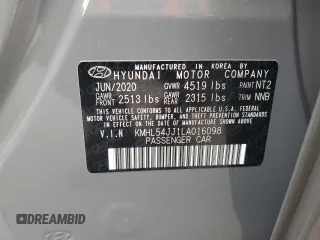 MANUFACTURED IN REPUBLIC OF KOREA
HYUNDAI MOTOR COMPANY
JUN/2020 GVWR 4519 lbs PAINT NT2
GAWR FRONT 2513 lbs GAWR REAR 2315 lbs TRIM NNB
THIS VEHICLE CONFORMS TO ALL APPLICABLE
FEDERAL MOTOR VEHICLE SAFETY, BUMPER, AND
THEFT PREVENTION STANDARDS IN EFFECT ON THE
DATE OF MANUFACTURE SHOWN ABOVE.
V.I.N KMHL54JJ1LA016098
PASSENGER CAR
DREAMBID